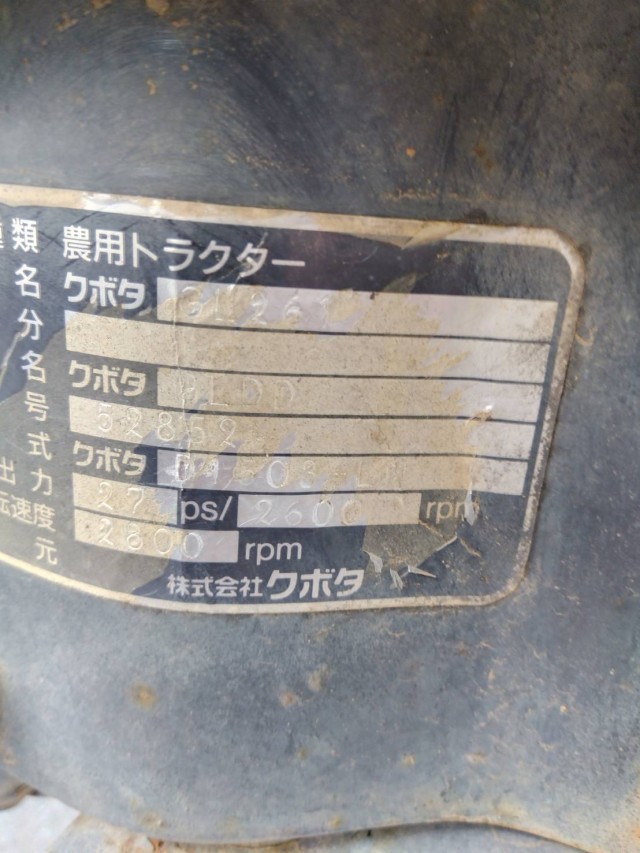 類 農用トラクター
名 クボタ GL261
分
名 クボタ
号 52852
式 クボタ
出力 27 ps/ 2600 rpm
速度 2800 rpm
元 株式会社クボタ